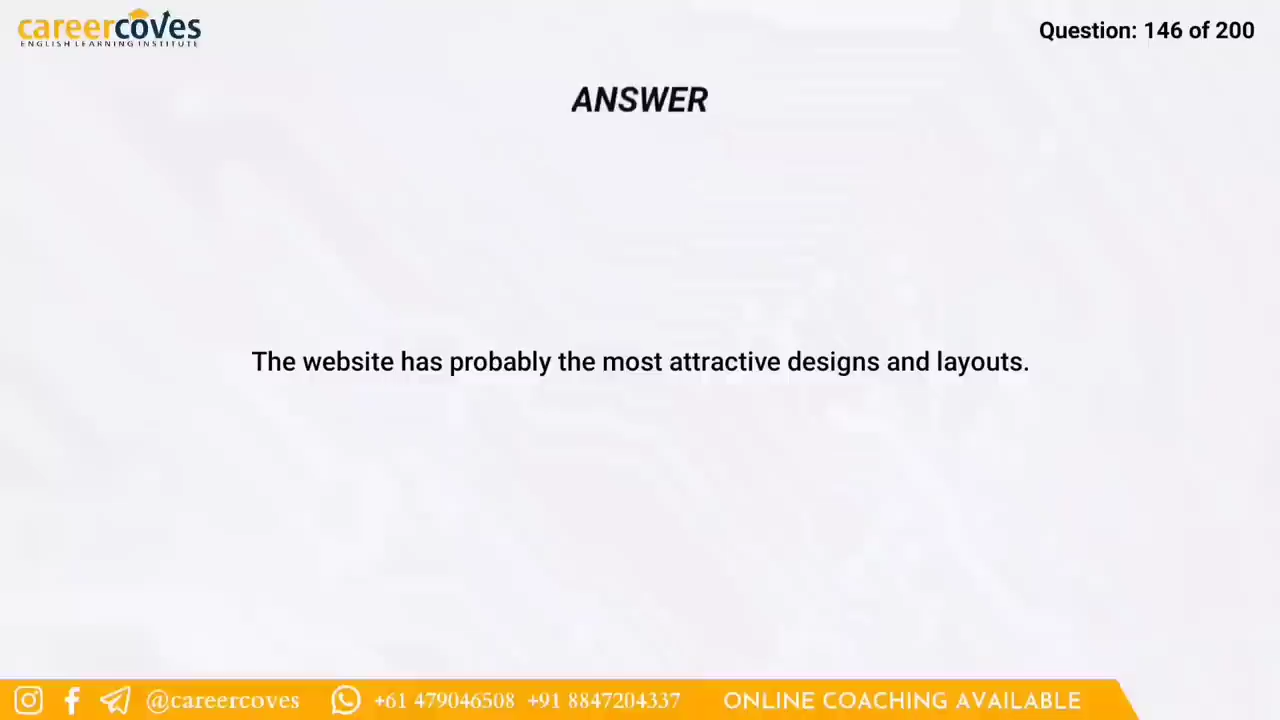 careercoves
ENGLISH LEARNING INSTITUTE
Question: 146 of 200
ANSWER
The website has probably the most attractive designs and layouts.
@careercoves +61 479046508 +91 8847204337 ONLINE COACHING AVAILABLE